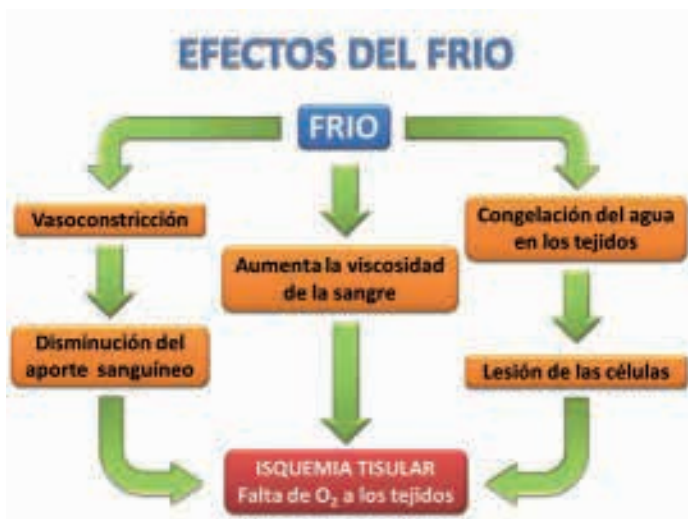 EFECTOS DEL FRIO
FRIO
Vasoconstricción
Aumenta la viscosidad
de la sangre
Congelación del agua
en los tejidos
Disminución del
aporte sanguíneo
Lesión de las células
ISQUEMIA TISULAR
Falta de O₂ a los tejidos